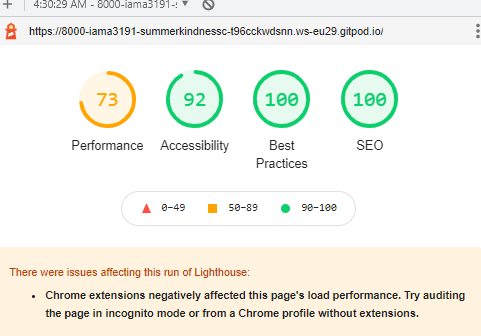 4:30:29 AM - 8000-iama3191-s
https://8000-iama3191-summerkindnessc-t96cckwdsnn.ws-eu29.gitpod.io/
73 92 100 100
Performance Accessibility Best SEO
Practices
0-49 50-89 90-100
There were issues affecting this run of Lighthouse:
• Chrome extensions negatively affected this page's load performance. Try auditing
the page in incognito mode or from a Chrome profile without extensions.